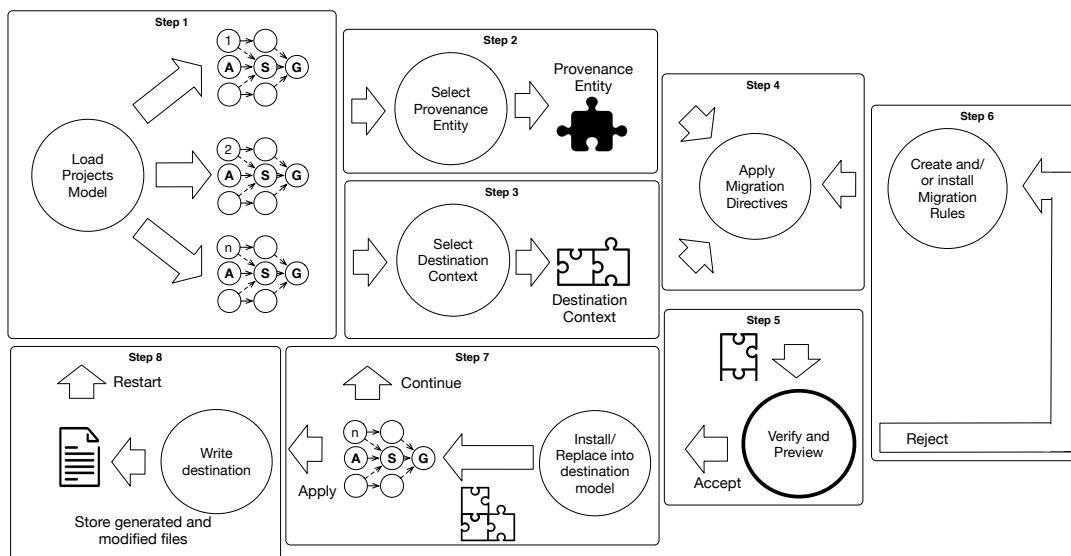 Step 1
1
A S G
Load
Projects
Model
2
A S G
n
A S G
Step 2
Select
Provenance
Entity
Provenance
Entity
Step 3
Select
Destination
Context
Destination
Context
Step 4
Apply
Migration
Directives
Step 6
Create and/
or install
Migration
Rules
Reject
Step 5
Verify and
Preview
Accept
Step 7
Continue
n
A S G
Install/
Replace into
destination
model
Apply
Step 8
Restart
Write
destination
Store generated and
modified files